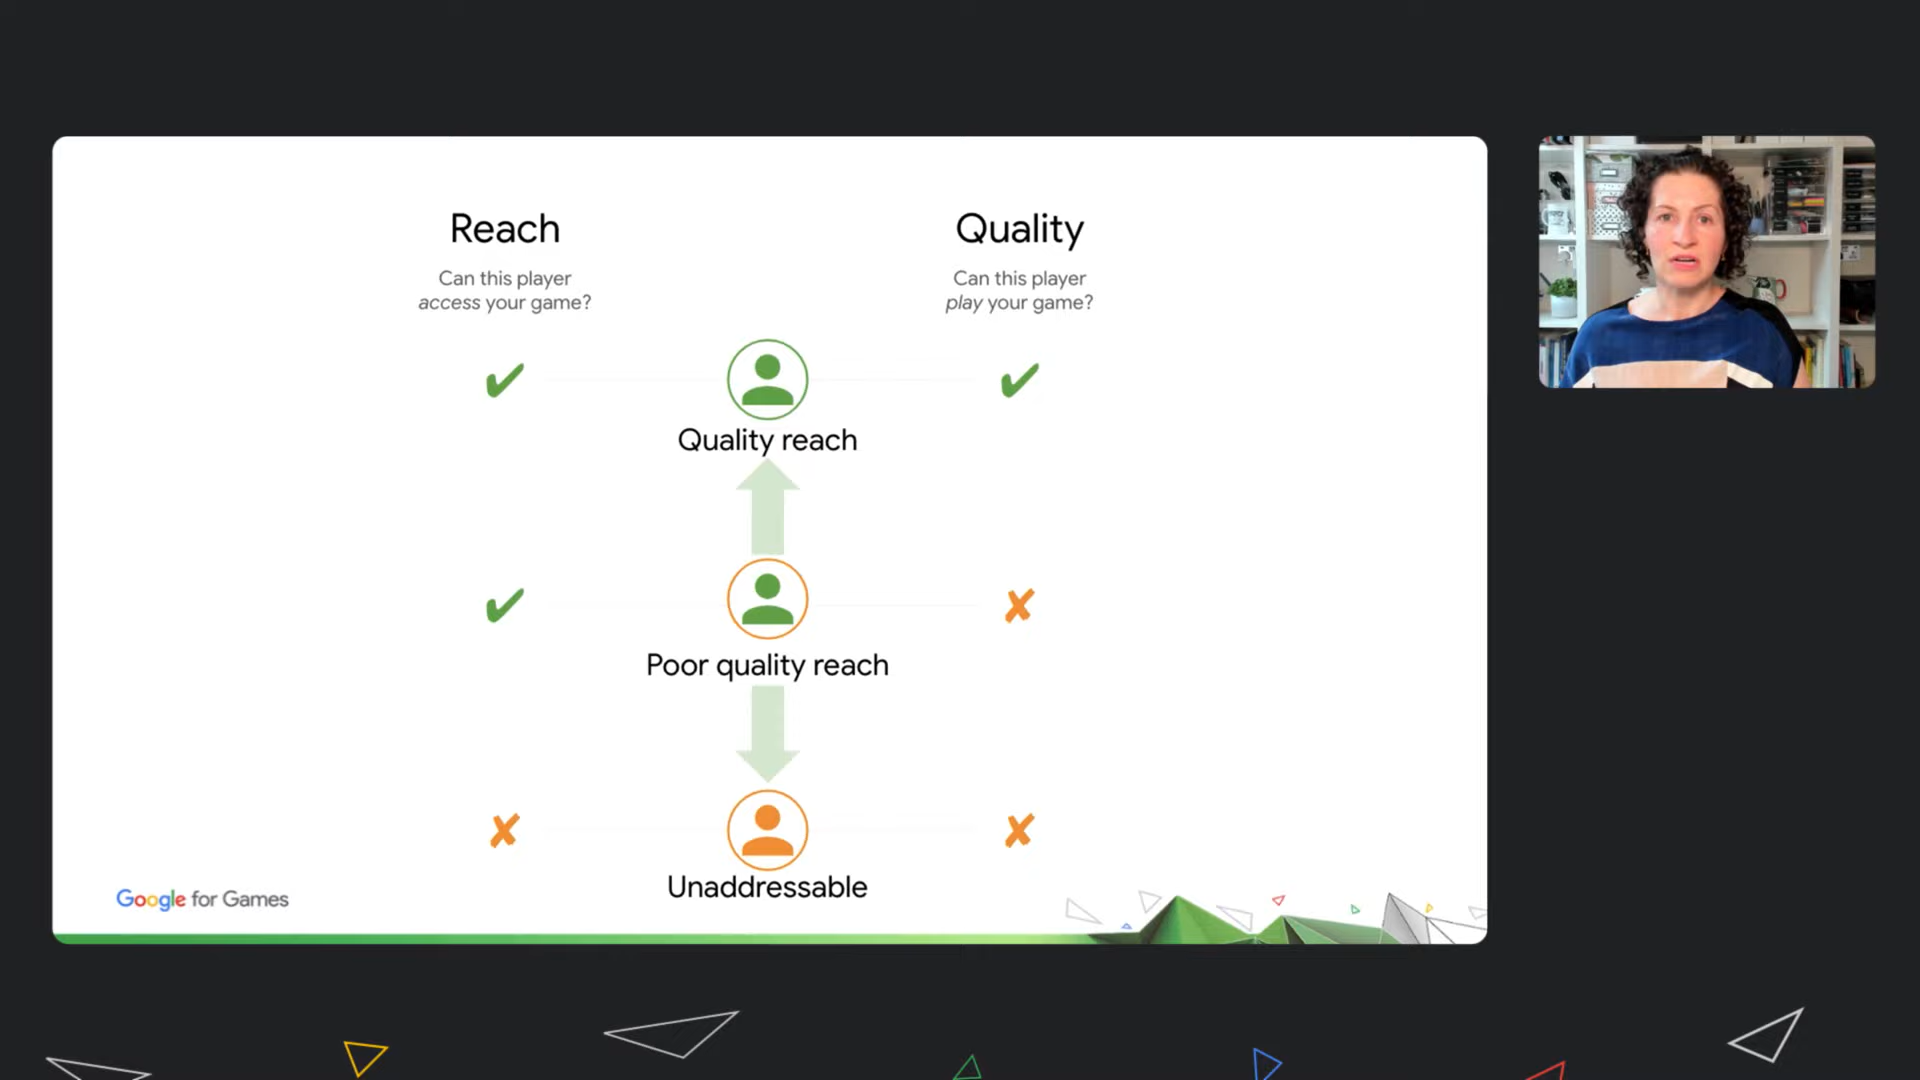 Reach
Quality
Can this player
access your game?
Can this player
play your game?
Quality reach
Poor quality reach
Unaddressable
Google for Games